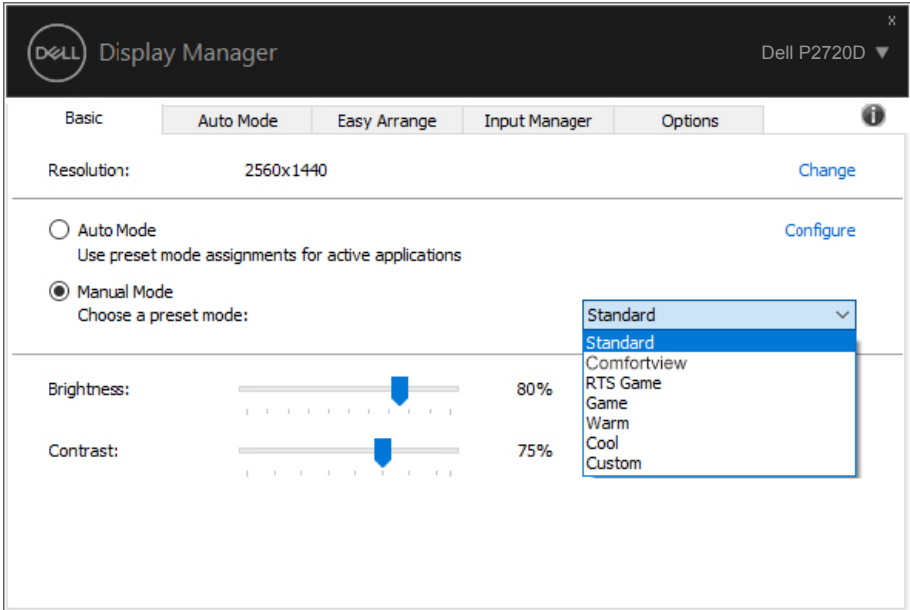 x
DELL Display Manager
Dell P2720D ▼
Basic Auto Mode Easy Arrange Input Manager Options
Resolution: 2560x1440 Change
Auto Mode Configure
Use preset mode assignments for active applications
Manual Mode
Choose a preset mode: Standard
Standard
Comfortview
RTS Game
Game
Warm
Cool
Custom
Brightness: 80%
Contrast: 75%